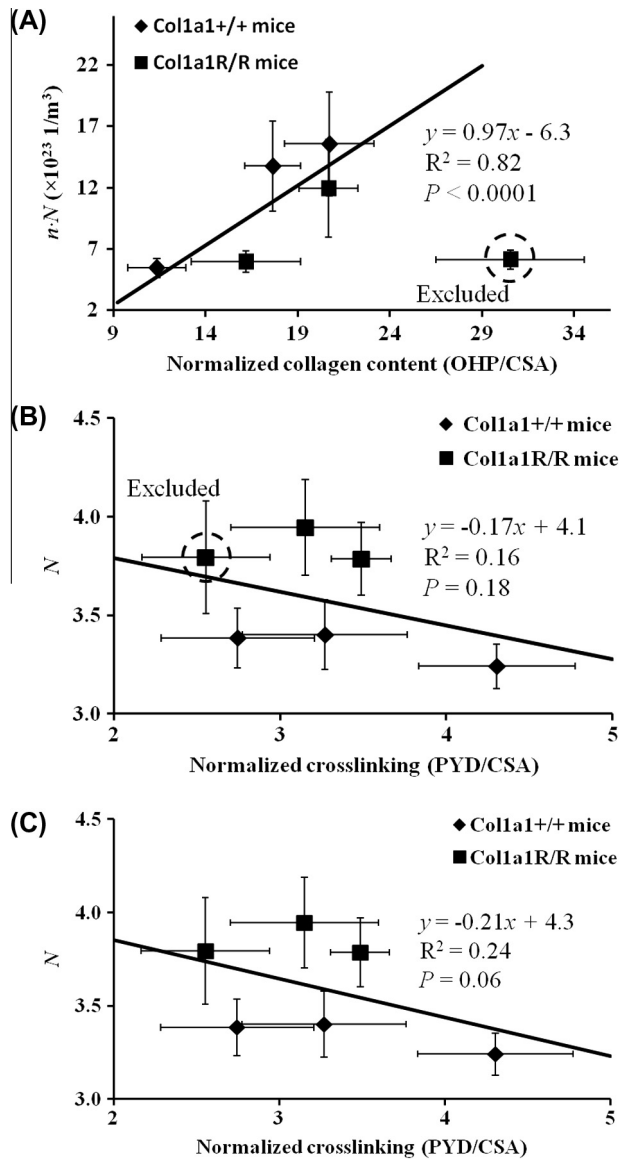 (A)
Col1a1+/+ mice
Col1a1R/R mice
22
17
12
7
2
n·N (×10²³ 1/m³)
y = 0.97x - 6.3
R² = 0.82
P < 0.0001
Excluded
9 14 19 24 29 34
Normalized collagen content (OHP/CSA)
(B)
4.5
4.0
3.5
3.0
N
Col1a1+/+ mice
Col1a1R/R mice
Excluded
y = -0.17x + 4.1
R² = 0.16
P = 0.18
2 3 4 5
Normalized crosslinking (PYD/CSA)
(C)
4.5
4.0
3.5
3.0
N
Col1a1+/+ mice
Col1a1R/R mice
y = -0.21x + 4.3
R² = 0.24
P = 0.06
2 3 4 5
Normalized crosslinking (PYD/CSA)